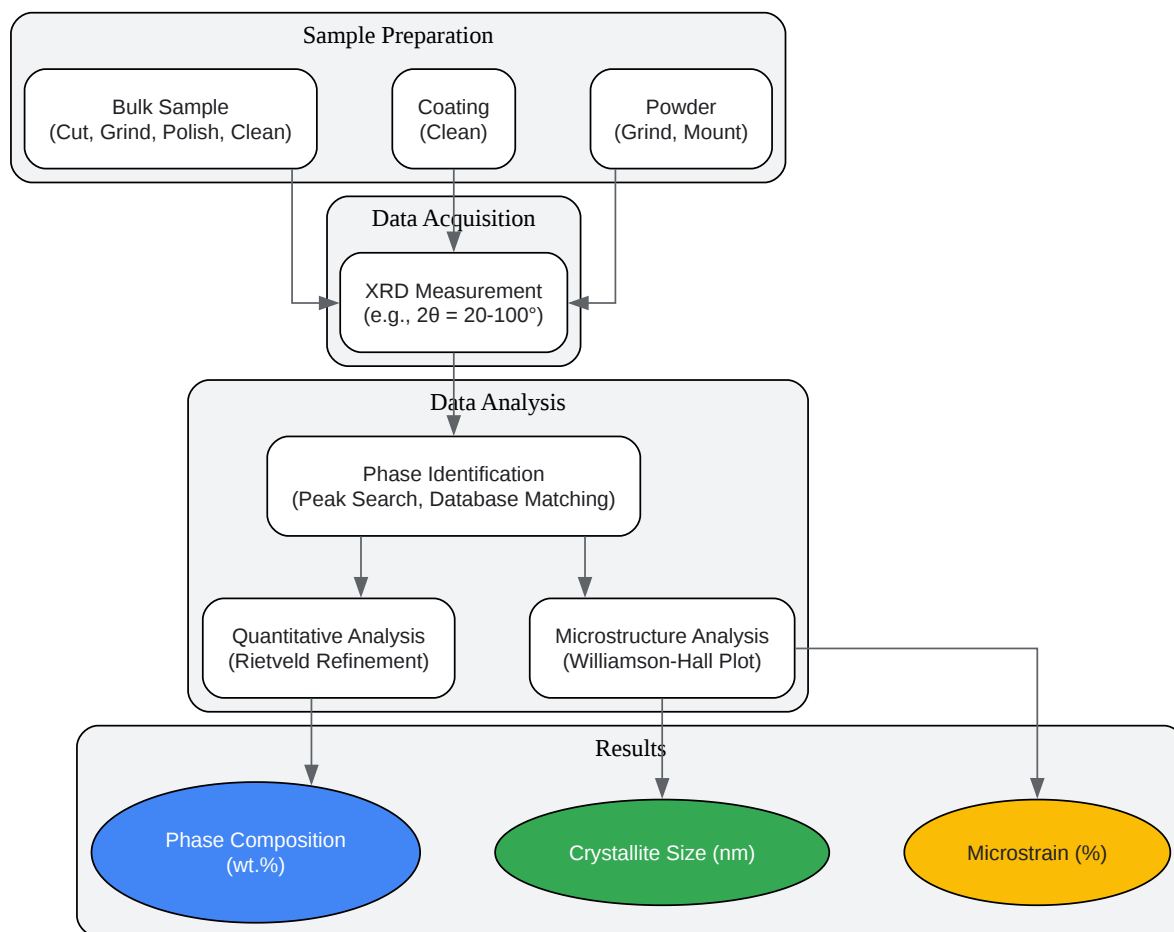 Sample Preparation
Bulk Sample
(Cut, Grind, Polish, Clean)
Coating
(Clean)
Powder
(Grind, Mount)
Data Acquisition
XRD Measurement
(e.g., 2θ = 20-100°)
Data Analysis
Phase Identification
(Peak Search, Database Matching)
Quantitative Analysis
(Rietveld Refinement)
Microstructure Analysis
(Williamson-Hall Plot)
Results
Phase Composition
(wt.%)
Crystallite Size (nm)
Microstrain (%)